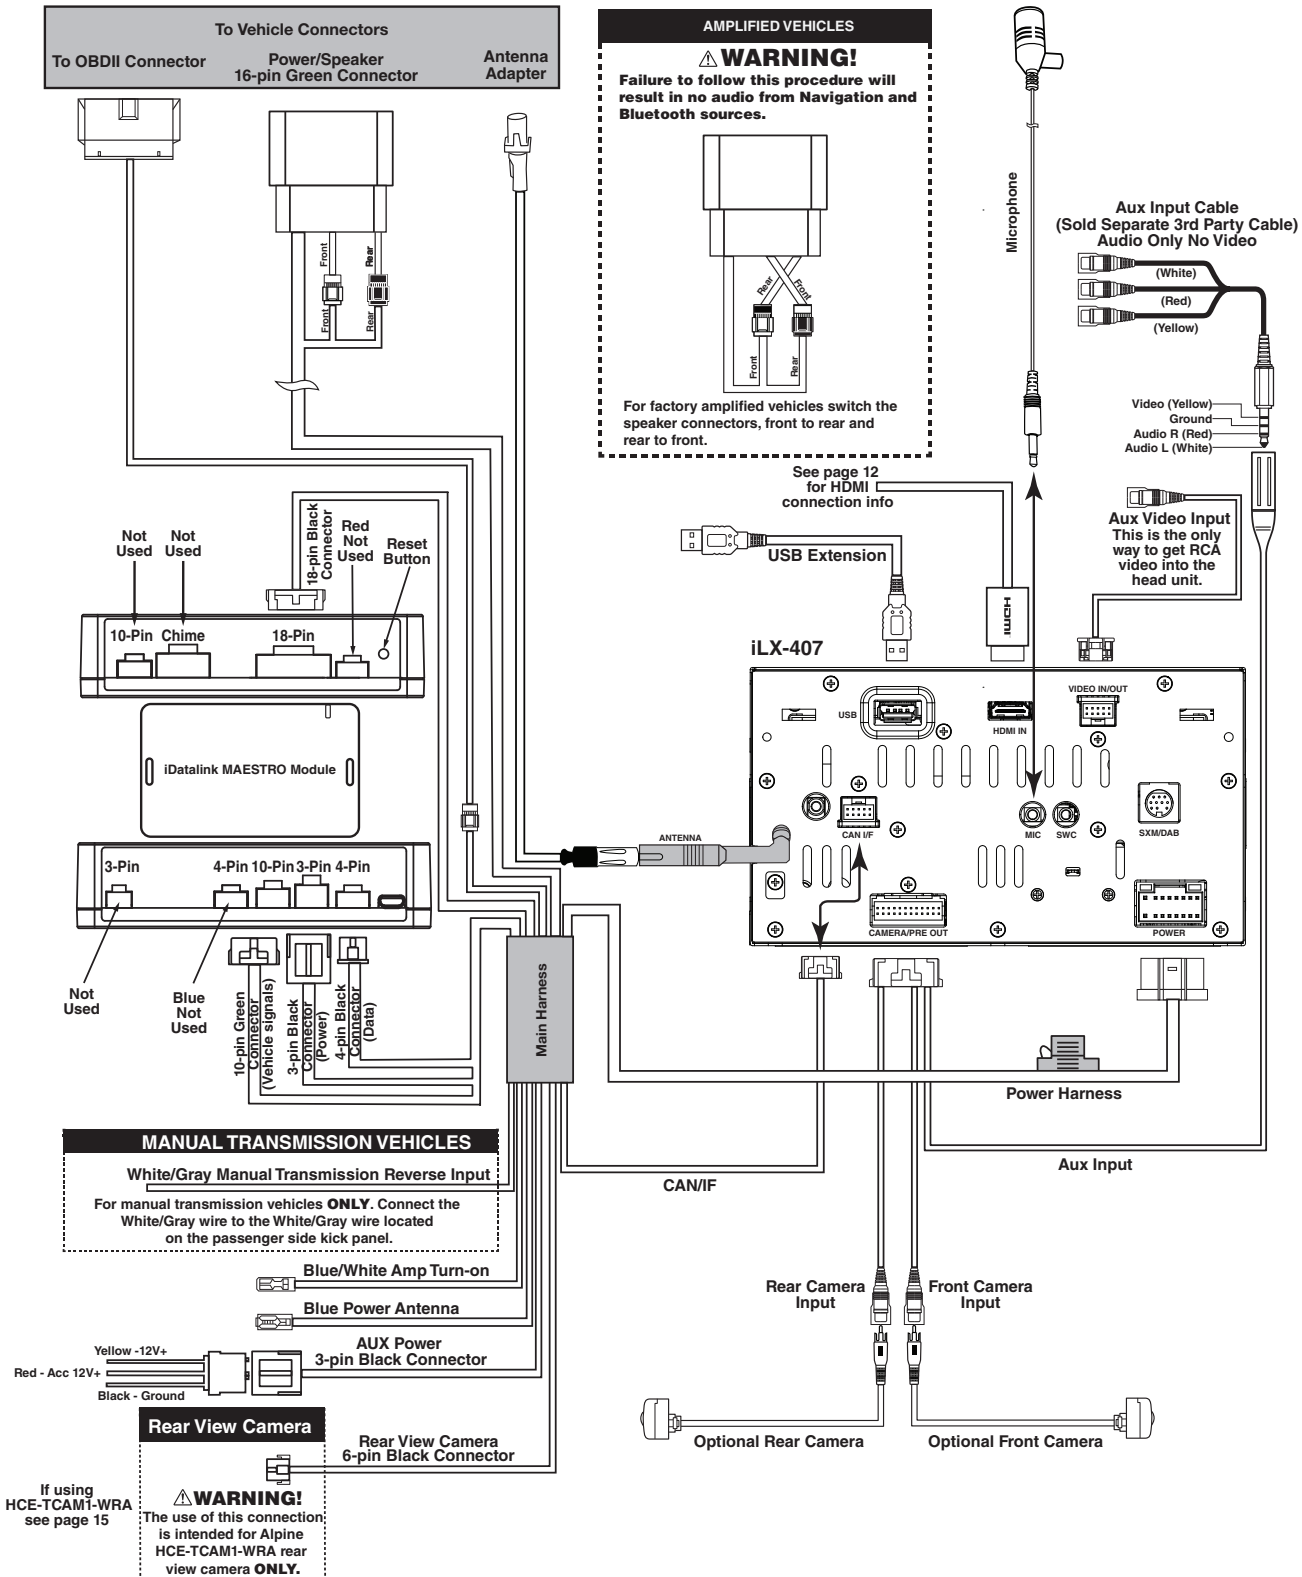 To Vehicle Connectors
To OBDII Connector
Power/Speaker
16-pin Green Connector
Antenna
Adapter
Front
Rear
Front
Rear
AMPLIFIED VEHICLES
⚠WARNING!
Failure to follow this procedure will
result in no audio from Navigation and
Bluetooth sources.
Rear
Front
Front
Rear
For factory amplified vehicles switch the
speaker connectors, front to rear and
rear to front.
Microphone
Aux Input Cable
(Sold Separate 3rd Party Cable)
Audio Only No Video
(White)
(Red)
(Yellow)
Video (Yellow)
Ground
Audio R (Red)
Audio L (White)
See page 12
for HDMI
connection info
USB Extension
HDMI
Aux Video Input
This is the only
way to get RCA
video into the
head unit.
Not
Used
Not
Used
18-pin Black
Connector
Red
Not
Used
Reset
Button
10-Pin
Chime
18-Pin
iDatalink MAESTRO Module
3-Pin
4-Pin
10-Pin
3-Pin
4-Pin
Not
Used
Blue
Not
Used
10-pin Green
Connector
(Vehicle signals)
3-pin Black
Connector
(Power)
4-pin Black
Connector
(Data)
Main Harness
ANTENNA
iLX-407
USB
HDMI IN
VIDEO IN/OUT
CAN I/F
MIC
SWC
SXM/DAB
CAMERA/PRE OUT
POWER
Power Harness
Aux Input
CAN/IF
MANUAL TRANSMISSION VEHICLES
White/Gray Manual Transmission Reverse Input
For manual transmission vehicles ONLY. Connect the
White/Gray wire to the White/Gray wire located
on the passenger side kick panel.
Blue/White Amp Turn-on
Blue Power Antenna
AUX Power
3-pin Black Connector
Yellow -12V+
Red - Acc 12V+
Black - Ground
Rear Camera
Input
Front Camera
Input
Optional Rear Camera
Optional Front Camera
Rear View Camera
Rear View Camera
6-pin Black Connector
If using
HCE-TCAM1-WRA
see page 15
⚠WARNING!
The use of this connection
is intended for Alpine
HCE-TCAM1-WRA rear
view camera ONLY.